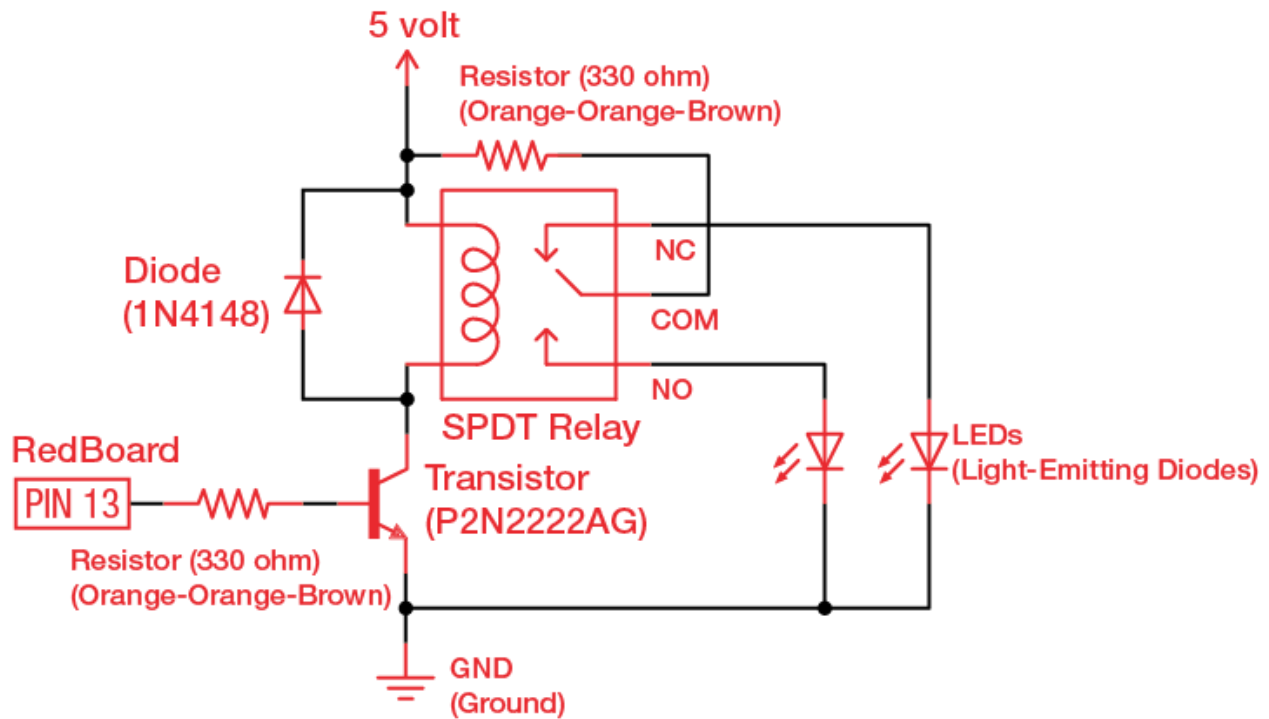 5 volt
Resistor (330 ohm)
(Orange-Orange-Brown)
Diode
(1N4148)
NC
COM
NO
SPDT Relay
RedBoard
PIN 13
Transistor
(P2N2222AG)
LEDs
(Light-Emitting Diodes)
Resistor (330 ohm)
(Orange-Orange-Brown)
GND
(Ground)